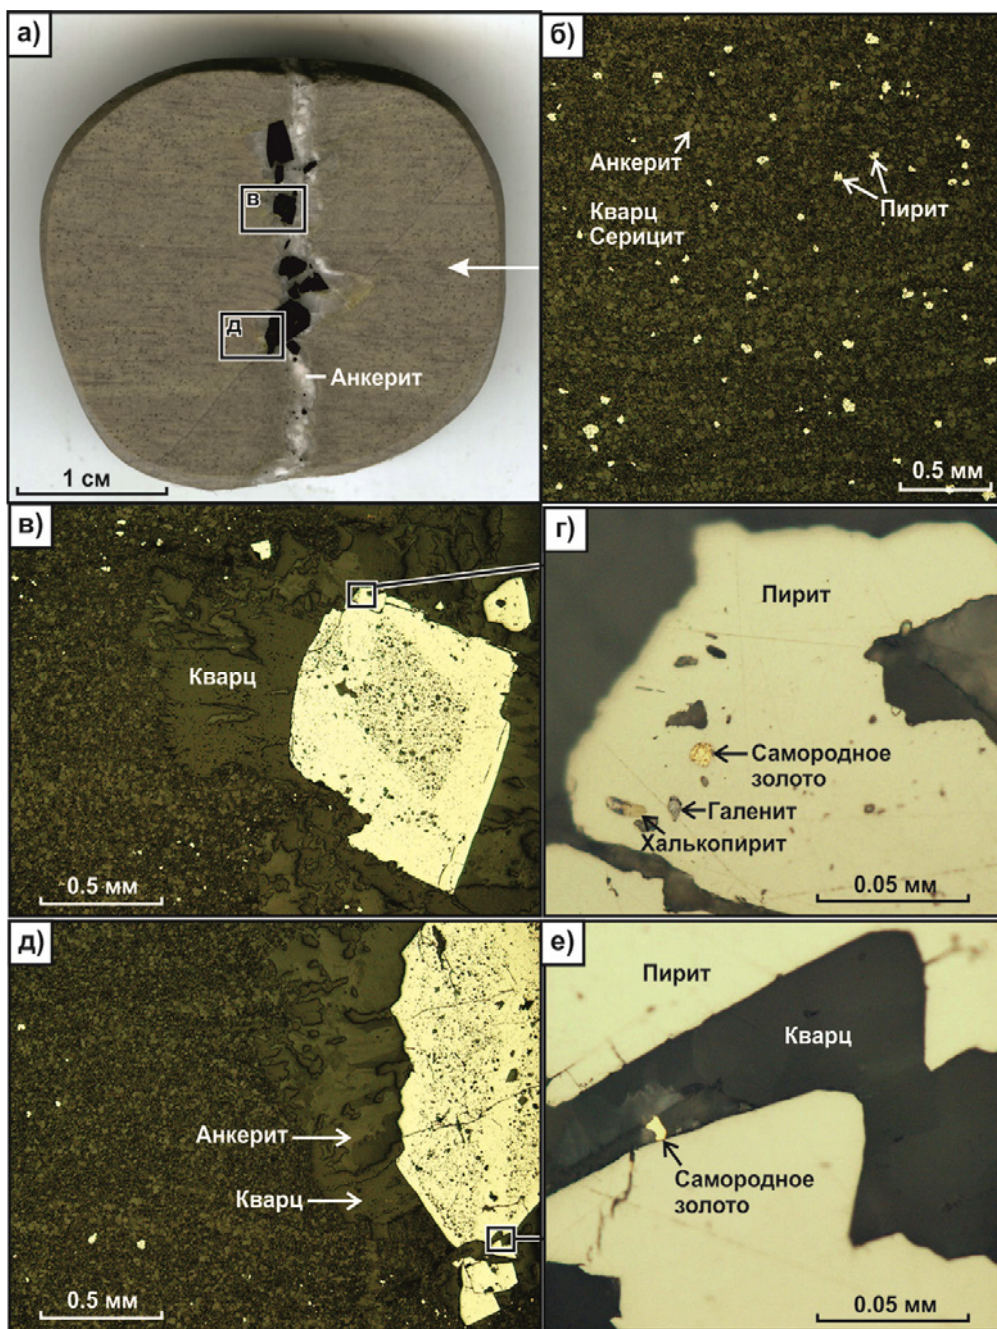 а)
в
д
Анкерит
1 см
б)
Анкерит
Кварц
Серицит
Пирит
0.5 мм
в)
Кварц
0.5 мм
г)
Пирит
Самородное
золото
Галенит
Халькопирит
0.05 мм
д)
Анкерит
Кварц
0.5 мм
е)
Пирит
Кварц
Самородное
золото
0.05 мм